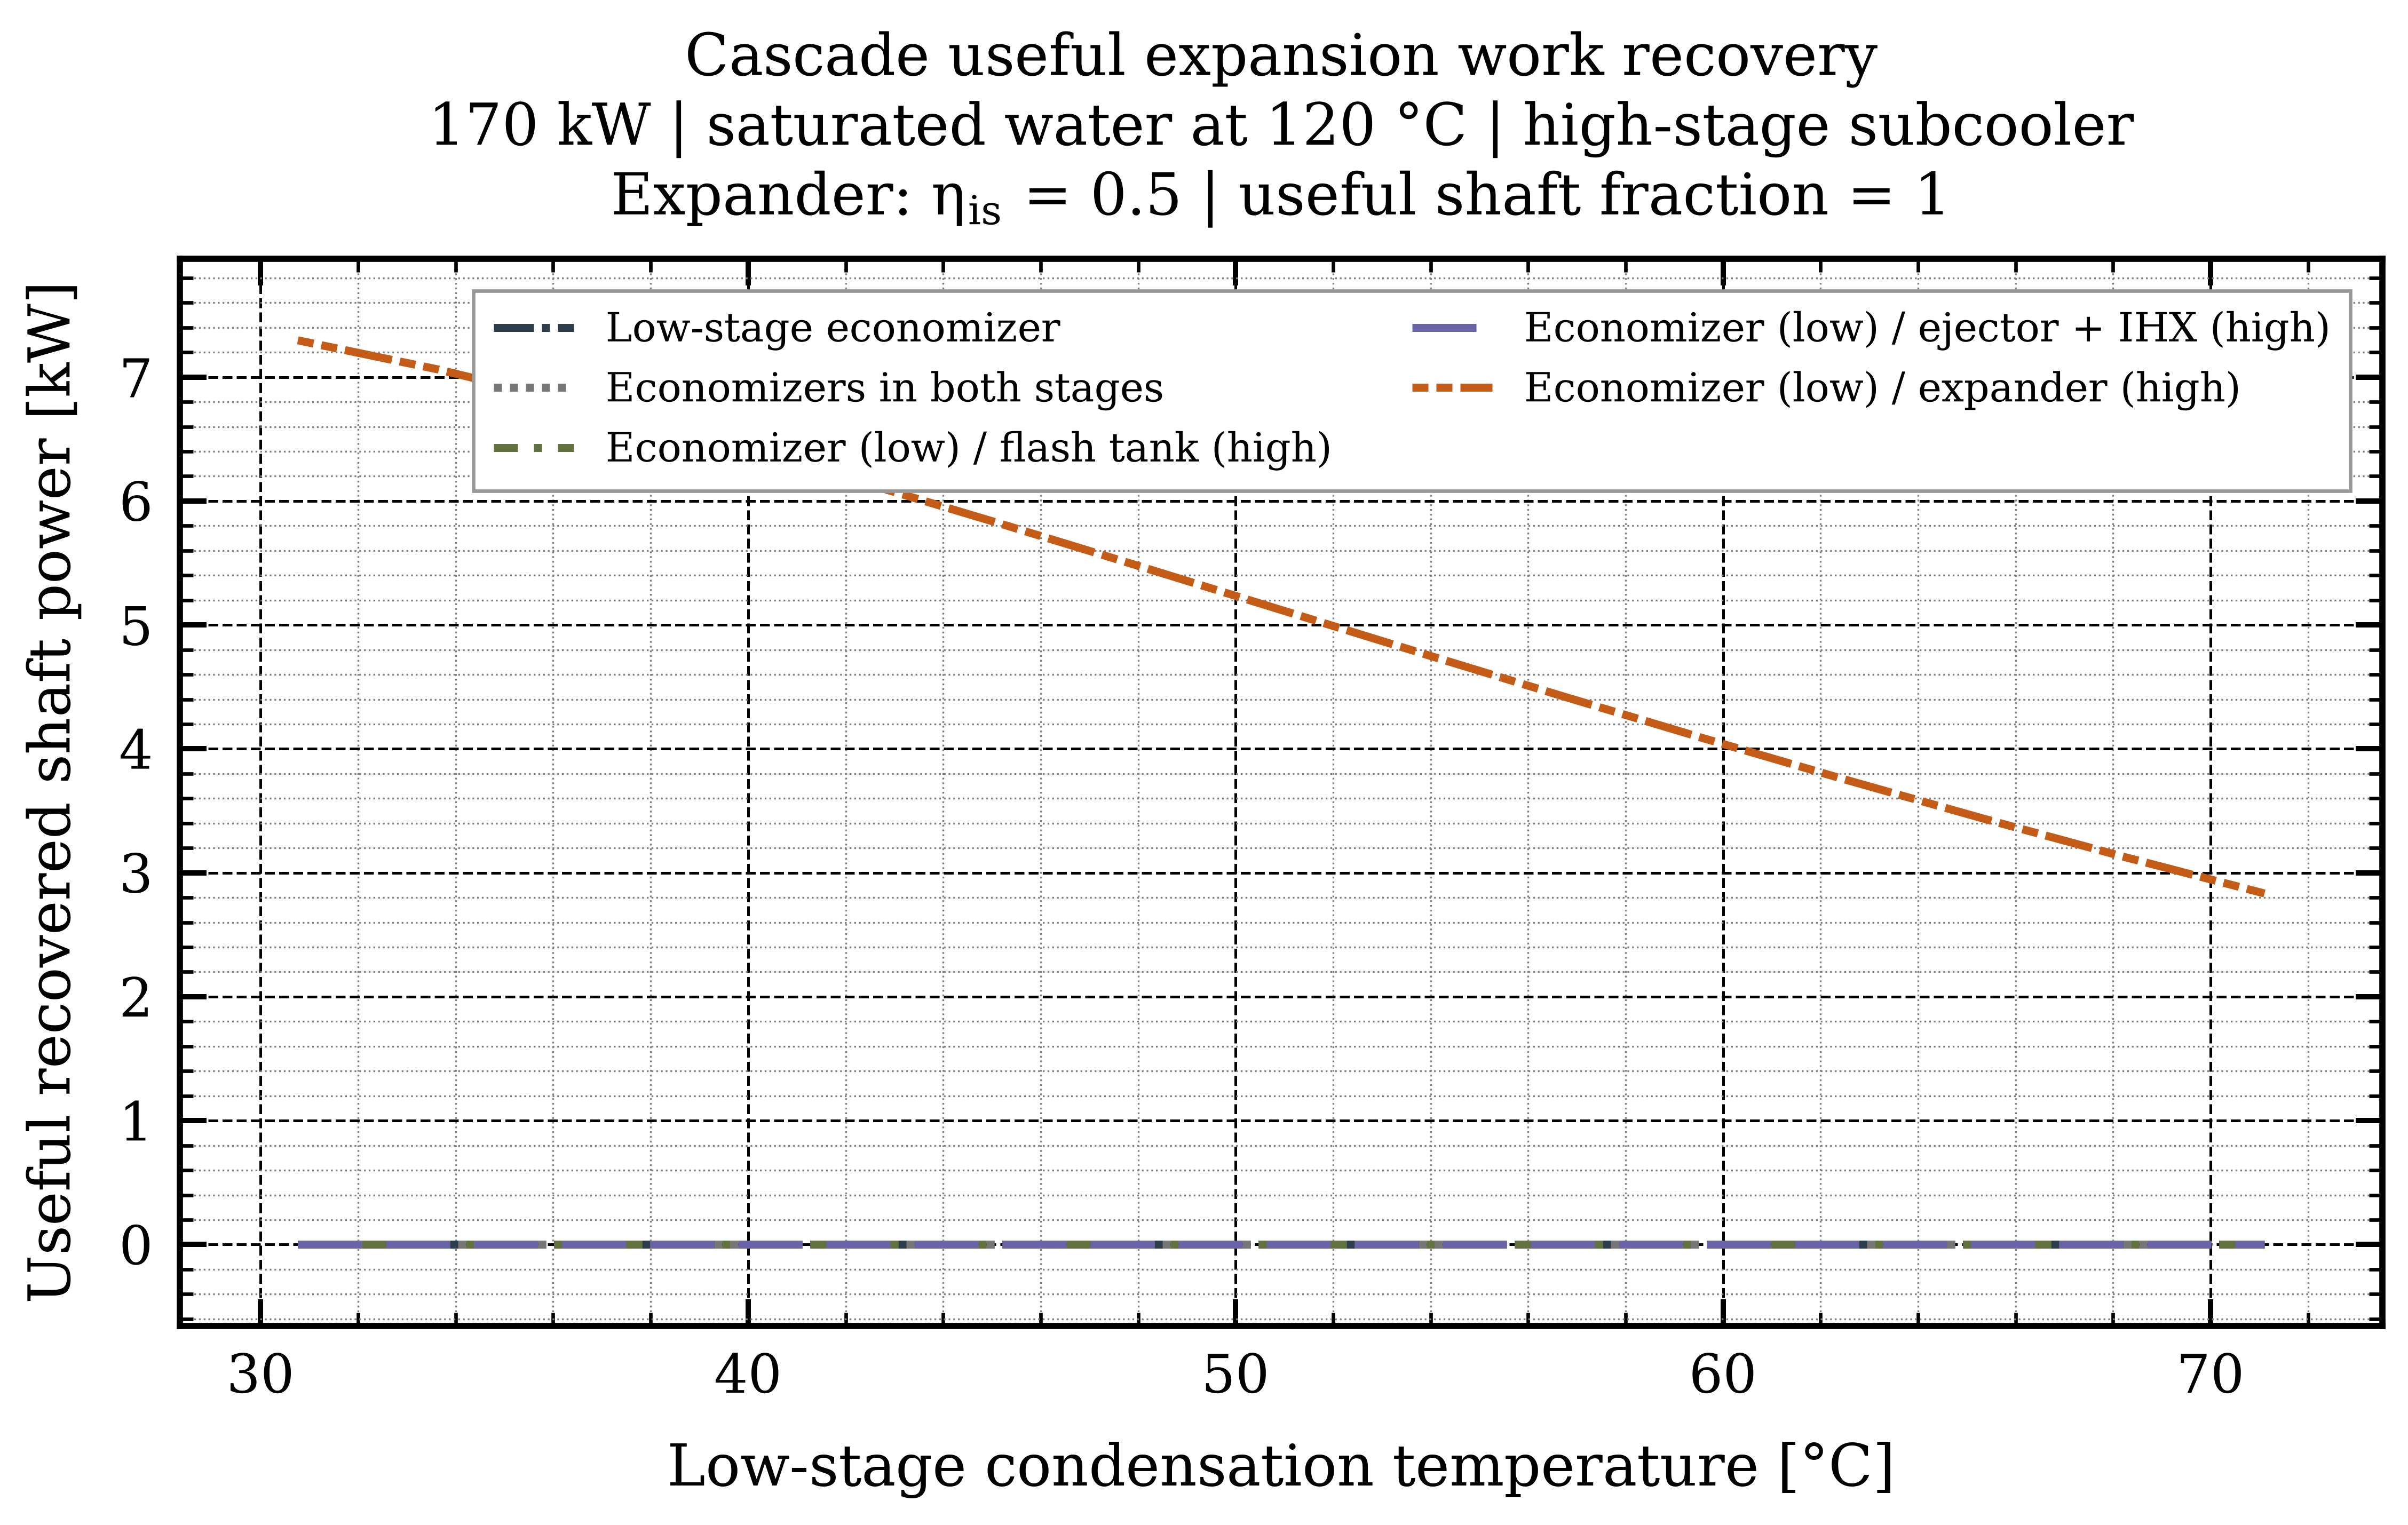 Cascade useful expansion work recovery
170 kW | saturated water at 120 °C | high-stage subcooler
Expander: ηis = 0.5 | useful shaft fraction = 1
Useful recovered shaft power [kW]
7
6
5
4
3
2
1
0
Low-stage economizer
Economizers in both stages
Economizer (low) / flash tank (high)
Economizer (low) / ejector + IHX (high)
Economizer (low) / expander (high)
30 40 50 60 70
Low-stage condensation temperature [°C]